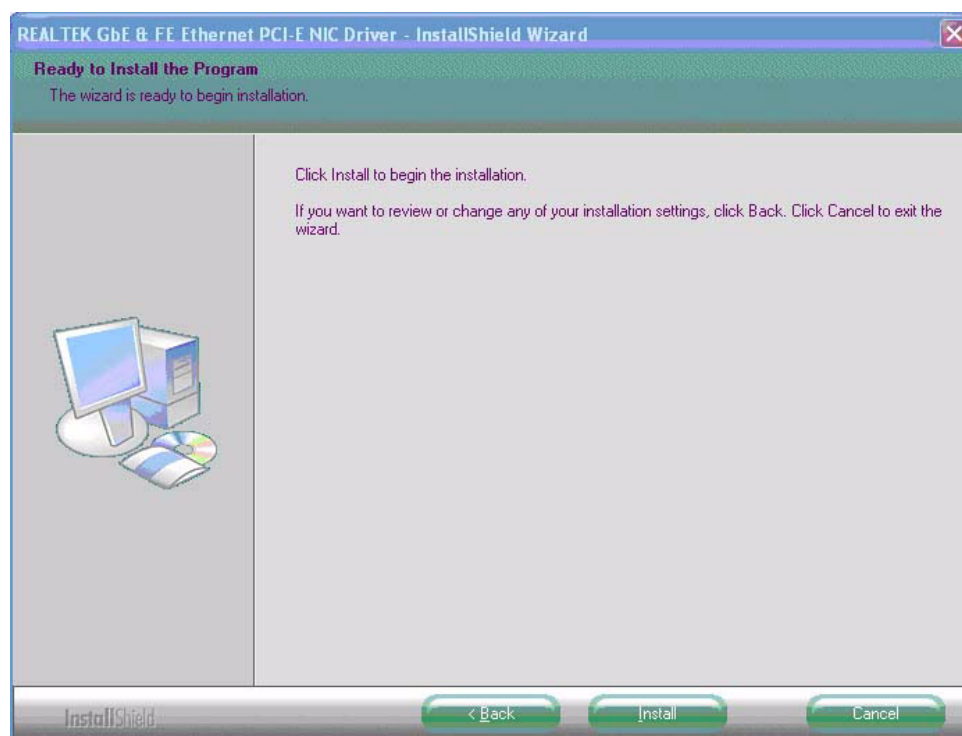 REALTEK GbE & FE Ethernet PCI-E NIC Driver - InstallShield Wizard
Ready to Install the Program
The wizard is ready to begin installation.
Click Install to begin the installation.
If you want to review or change any of your installation settings, click Back. Click Cancel to exit the
wizard.
InstallShield
< Back
Install
Cancel